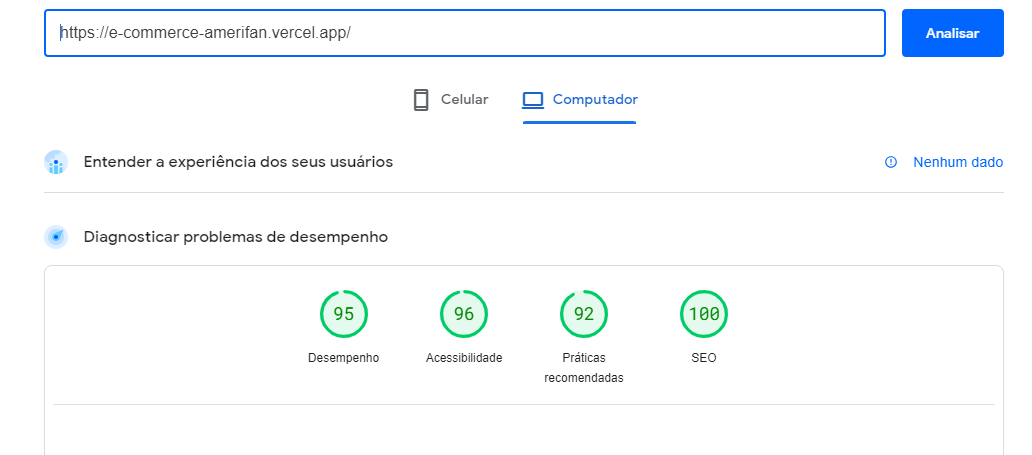 https://e-commerce-amerifan.vercel.app/
Analisar
Celular
Computador
Entender a experiência dos seus usuários
Nenhum dado
Diagnosticar problemas de desempenho
95
96
92
100
Desempenho
Acessibilidade
Práticas
recomendadas
SEO